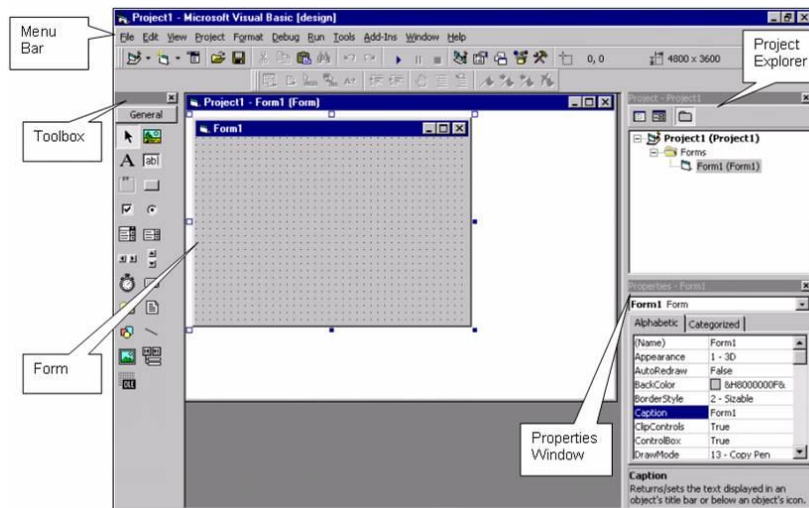 Menu
Bar
Project1 - Microsoft Visual Basic [design]
File Edit View Project Format Debug Run Tools Add-Ins Window Help
0, 0
4800 x 3600
Project
Explorer
Toolbox
General
Project1 - Form1 (Form)
Form1
Project - Project1
Project1 (Project1)
Forms
Form1 (Form1)
A
ab
OLE
Form
Properties - Form1
Form1 Form
Alphabetic Categorized
(Name) Form1
Appearance 1 - 3D
AutoRedraw False
BackColor &H8000000F&
BorderStyle 2 - Sizable
Caption Form1
ClipControls True
ControlBox True
DrawMode 13 - Copy Pen
Properties
Window
Caption
Returns/sets the text displayed in an
object's title bar or below an object's icon.